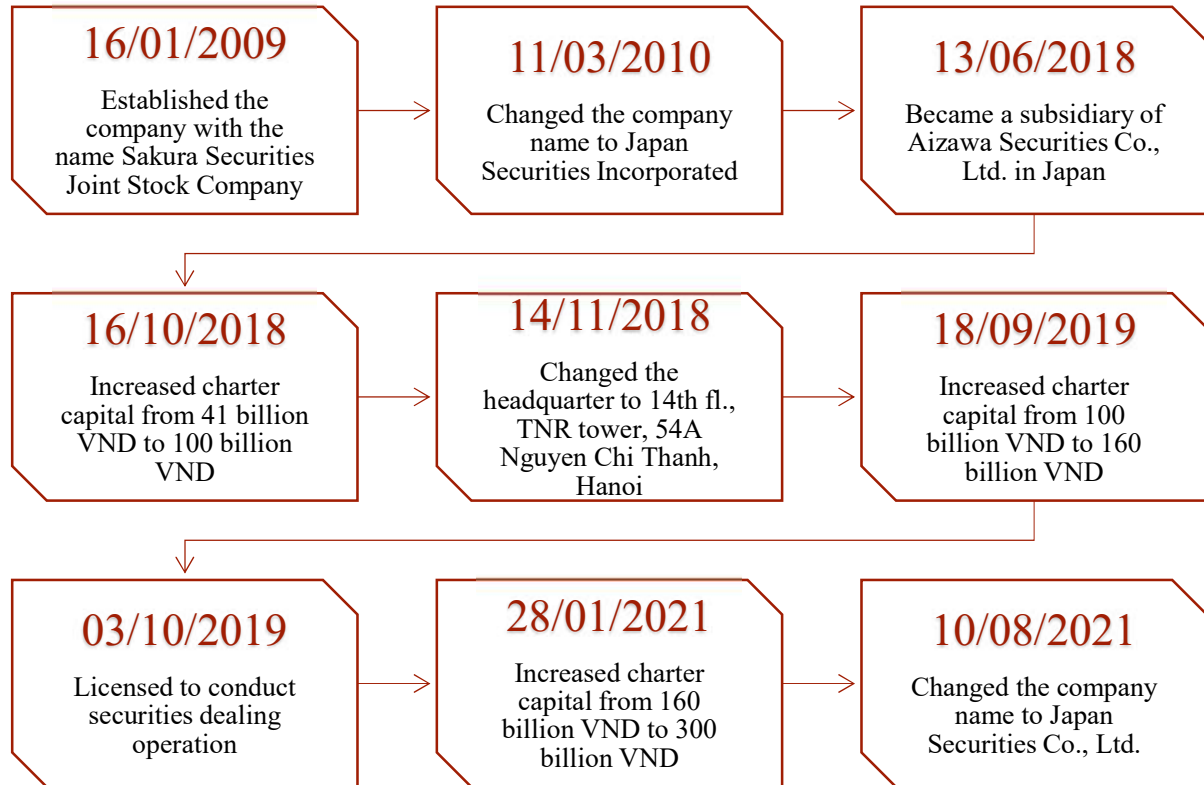 16/01/2009
Established the
company with the
name Sakura Securities
Joint Stock Company
11/03/2010
Changed the company
name to Japan
Securities Incorporated
13/06/2018
Became a subsidiary of
Aizawa Securities Co.,
Ltd. in Japan
16/10/2018
Increased charter
capital from 41 billion
VND to 100 billion
VND
14/11/2018
Changed the
headquarter to 14th fl.,
TNR tower, 54A
Nguyen Chi Thanh,
Hanoi
18/09/2019
Increased charter
capital from 100
billion VND to 160
billion VND
03/10/2019
Licensed to conduct
securities dealing
operation
28/01/2021
Increased charter
capital from 160
billion VND to 300
billion VND
10/08/2021
Changed the company
name to Japan
Securities Co., Ltd.